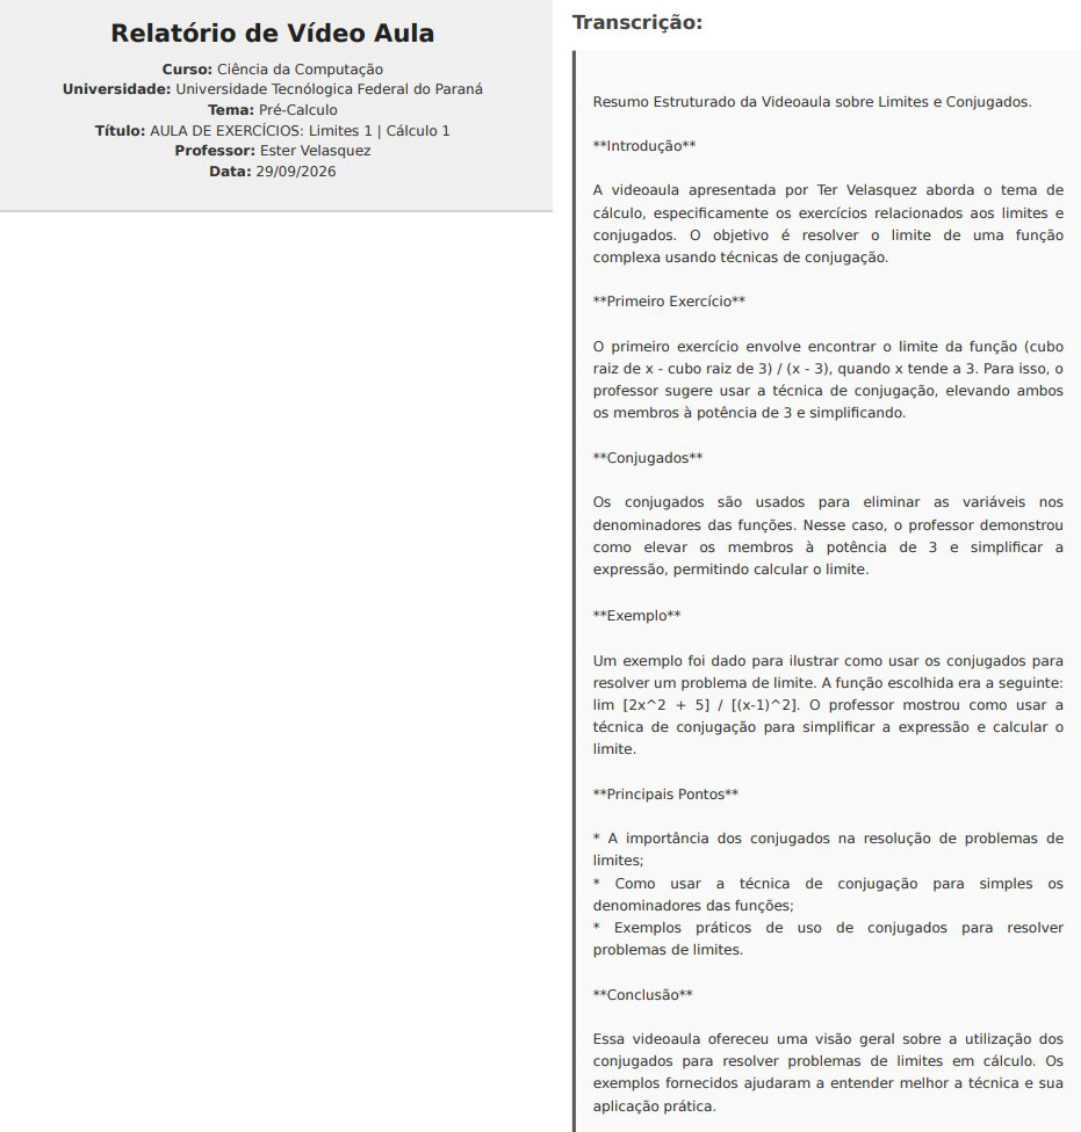 Relatório de Vídeo Aula
Curso: Ciência da Computação
Universidade: Universidade Tecnólogica Federal do Paraná
Tema: Pré-Calculo
Título: AULA DE EXERCÍCIOS: Limites 1 | Cálculo 1
Professor: Ester Velasquez
Data: 29/09/2026
Transcrição:
Resumo Estruturado da Videoaula sobre Limites e Conjugados.
**Introdução**
A videoaula apresentada por Ter Velasquez aborda o tema de
cálculo, especificamente os exercícios relacionados aos limites e
conjugados. O objetivo é resolver o limite de uma função
complexa usando técnicas de conjugação.
**Primeiro Exercício**
O primeiro exercício envolve encontrar o limite da função (cubo
raiz de x - cubo raiz de 3) / (x - 3), quando x tende a 3. Para isso, o
professor sugere usar a técnica de conjugação, elevando ambos
os membros à potência de 3 e simplificando.
**Conjugados**
Os conjugados são usados para eliminar as variáveis nos
denominadores das funções. Nesse caso, o professor demonstrou
como elevar os membros à potência de 3 e simplificar a
expressão, permitindo calcular o limite.
**Exemplo**
Um exemplo foi dado para ilustrar como usar os conjugados para
resolver um problema de limite. A função escolhida era a seguinte:
lim [2x^2 + 5] / [(x-1)^2]. O professor mostrou como usar a
técnica de conjugação para simplificar a expressão e calcular o
limite.
**Principais Pontos**
* A importância dos conjugados na resolução de problemas de
limites;
* Como usar a técnica de conjugação para simples os
denominadores das funções;
* Exemplos práticos de uso de conjugados para resolver
problemas de limites.
**Conclusão**
Essa videoaula ofereceu uma visão geral sobre a utilização dos
conjugados para resolver problemas de limites em cálculo. Os
exemplos fornecidos ajudaram a entender melhor a técnica e sua
aplicação prática.